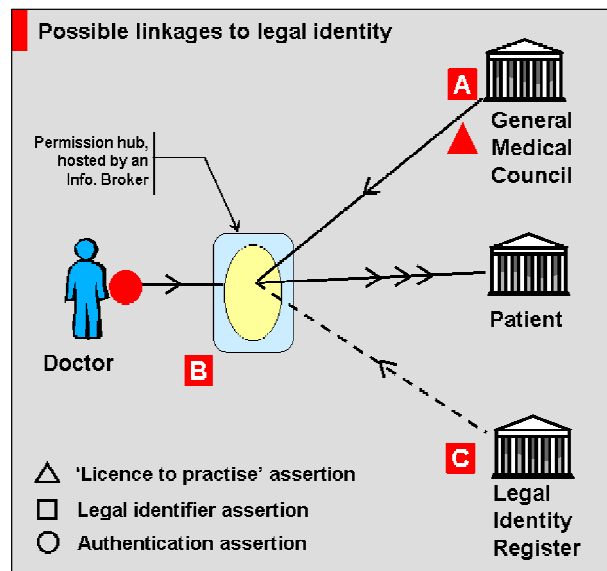 Possible linkages to legal identity
A
General
Medical
Council
Permission hub,
hosted by an
Info. Broker
Patient
Doctor
B
C
Legal
Identity
Register
'Licence to practise' assertion
Legal identifier assertion
Authentication assertion